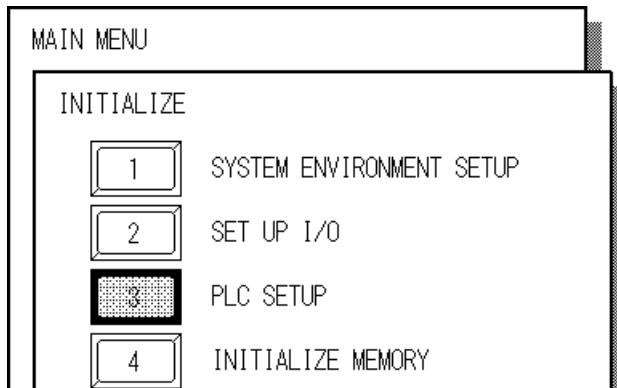 MAIN MENU
INITIALIZE
1 SYSTEM ENVIRONMENT SETUP
2 SET UP I/O
3 PLC SETUP
4 INITIALIZE MEMORY